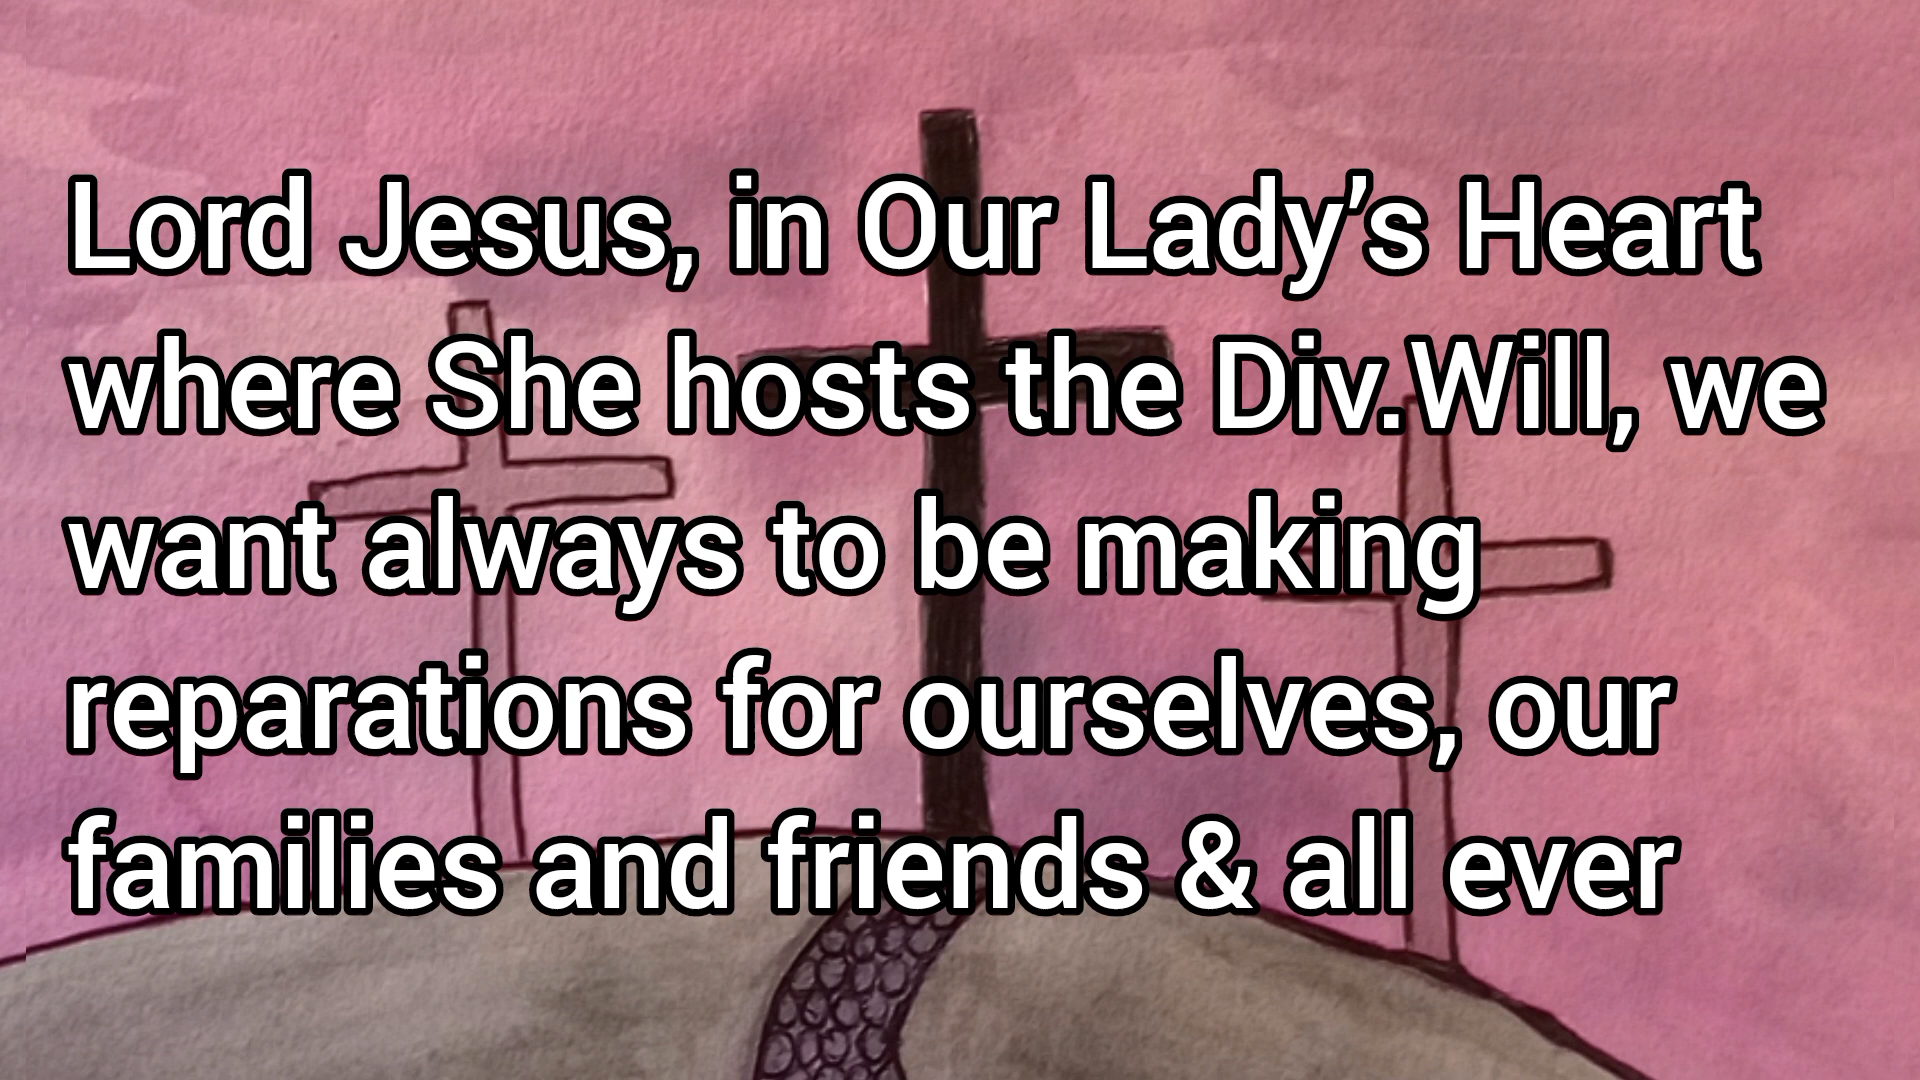 Lord Jesus, in Our Lady’s Heart
where She hosts the Div.Will, we
want always to be making
reparations for ourselves, our
families and friends & all ever